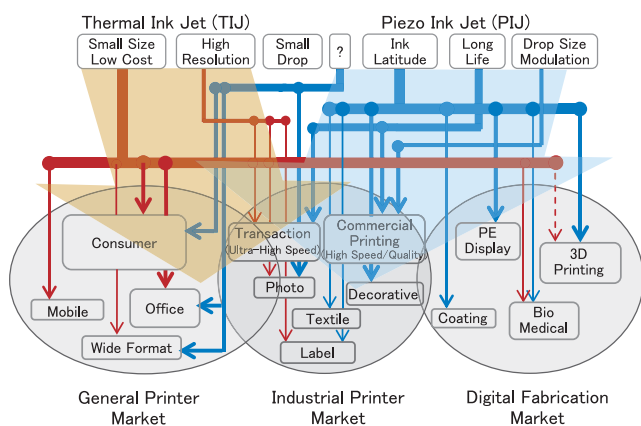 Thermal Ink Jet (TIJ)
Piezo Ink Jet (PIJ)
Small Size
Low Cost
High
Resolution
Small
Drop
?
Ink
Latitude
Long
Life
Drop Size
Modulation
Consumer
Transaction
(Ultra-High Speed)
Commercial
Printing
(High Speed/Quality)
PE
Display
3D
Printing
Mobile
Office
Photo
Decorative
Wide Format
Textile
Label
Coating
Bio
Medical
General Printer
Market
Industrial Printer
Market
Digital Fabrication
Market